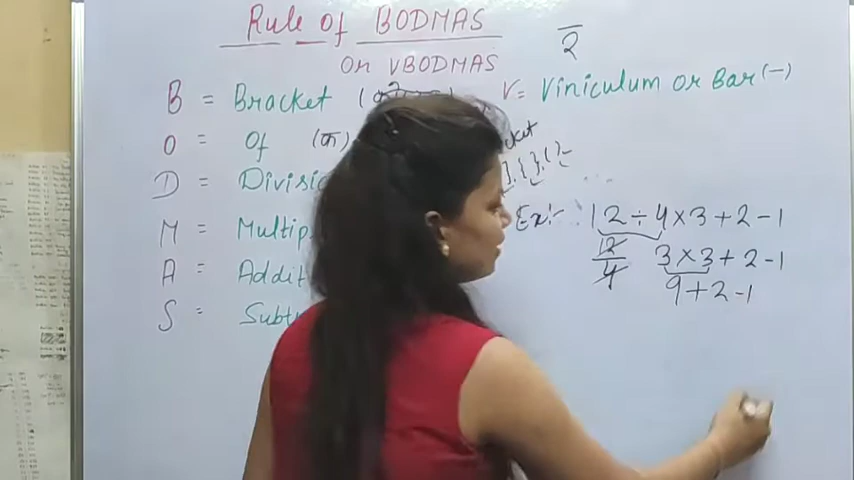 Rule of BODMAS
Or VBODMAS
2̅
B = Bracket V = Viniculum or Bar (—)
O = Of (का)
D = Divisi
M = Multip
A = Addit
S = Subt
Ex:- 12 ÷ 4 × 3 + 2 - 1
12/4 3 × 3 + 2 - 1
9 + 2 - 1